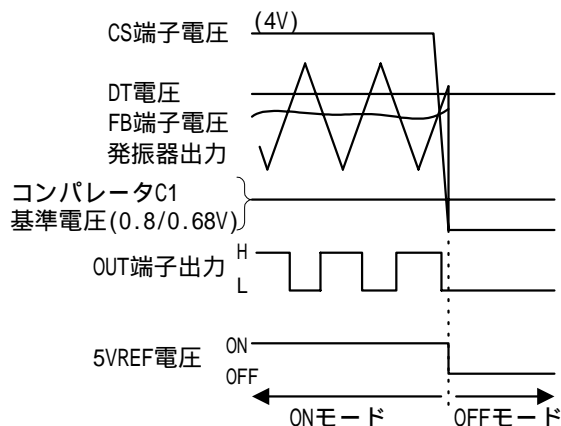 CS端子電圧
(4V)
DT電圧
FB端子電圧
発振器出力
コンパレータC1
基準電圧(0.8/0.68V)
OUT端子出力
H
L
5VREF電圧
ON
OFF
ONモード
OFFモード